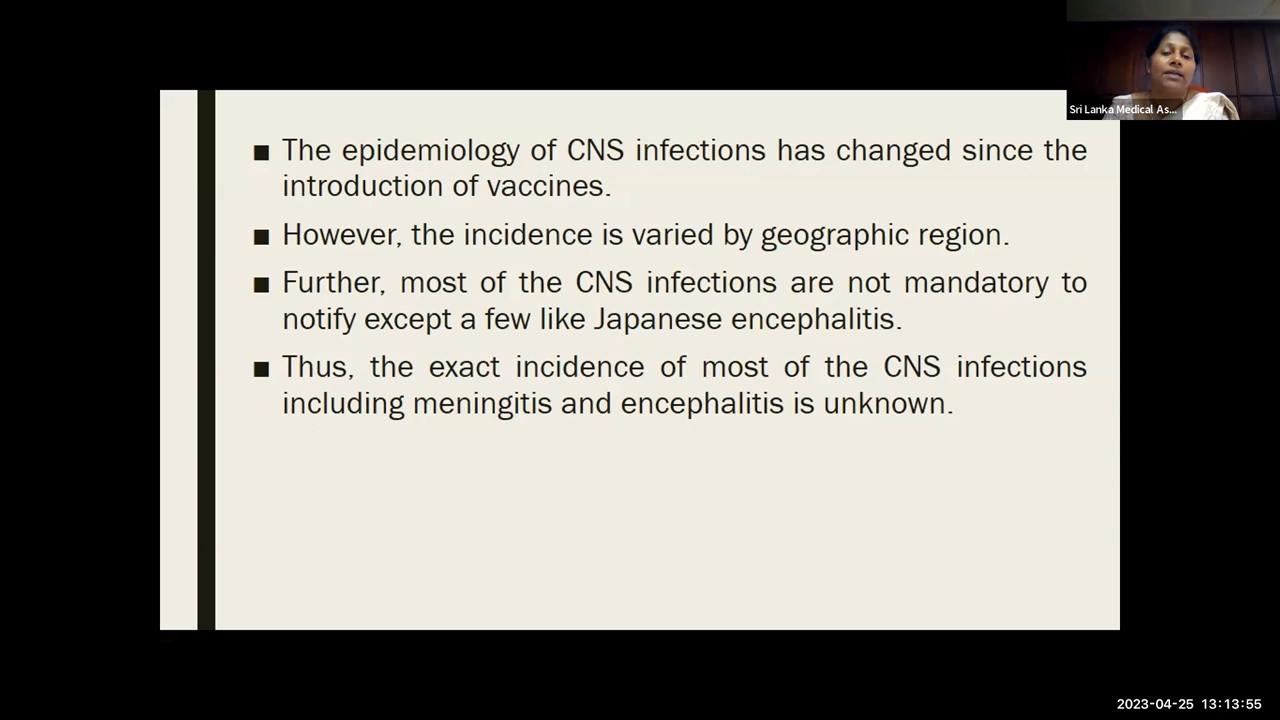 Sri Lanka Medical As...
■ The epidemiology of CNS infections has changed since the
introduction of vaccines.
■ However, the incidence is varied by geographic region.
■ Further, most of the CNS infections are not mandatory to
notify except a few like Japanese encephalitis.
■ Thus, the exact incidence of most of the CNS infections
including meningitis and encephalitis is unknown.
2023-04-25 13:13:55